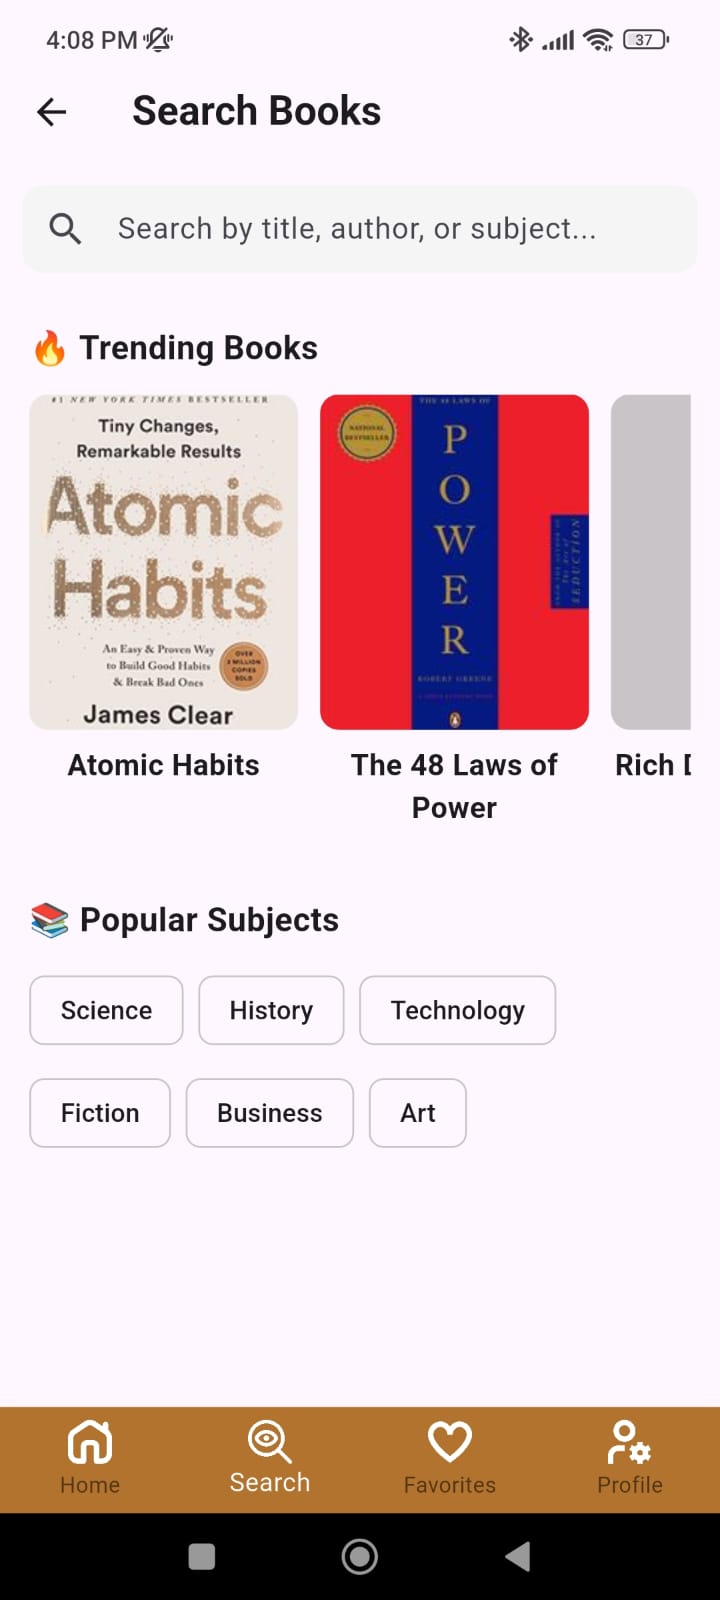 4:08 PM
37
Search Books
Search by title, author, or subject...
🔥 Trending Books
#1 NEW YORK TIMES BESTSELLER
Tiny Changes,
Remarkable Results
Atomic
Habits
An Easy & Proven Way
to Build Good Habits
& Break Bad Ones
OVER
COPIES
SOLD
James Clear
THE 48 LAWS OF
POWER
NATIONAL
BESTSELLER
SEDUCTION
ROBERT GREENE
Atomic Habits
The 48 Laws of
Power
Rich
📚 Popular Subjects
Science
History
Technology
Fiction
Business
Art
Home
Search
Favorites
Profile